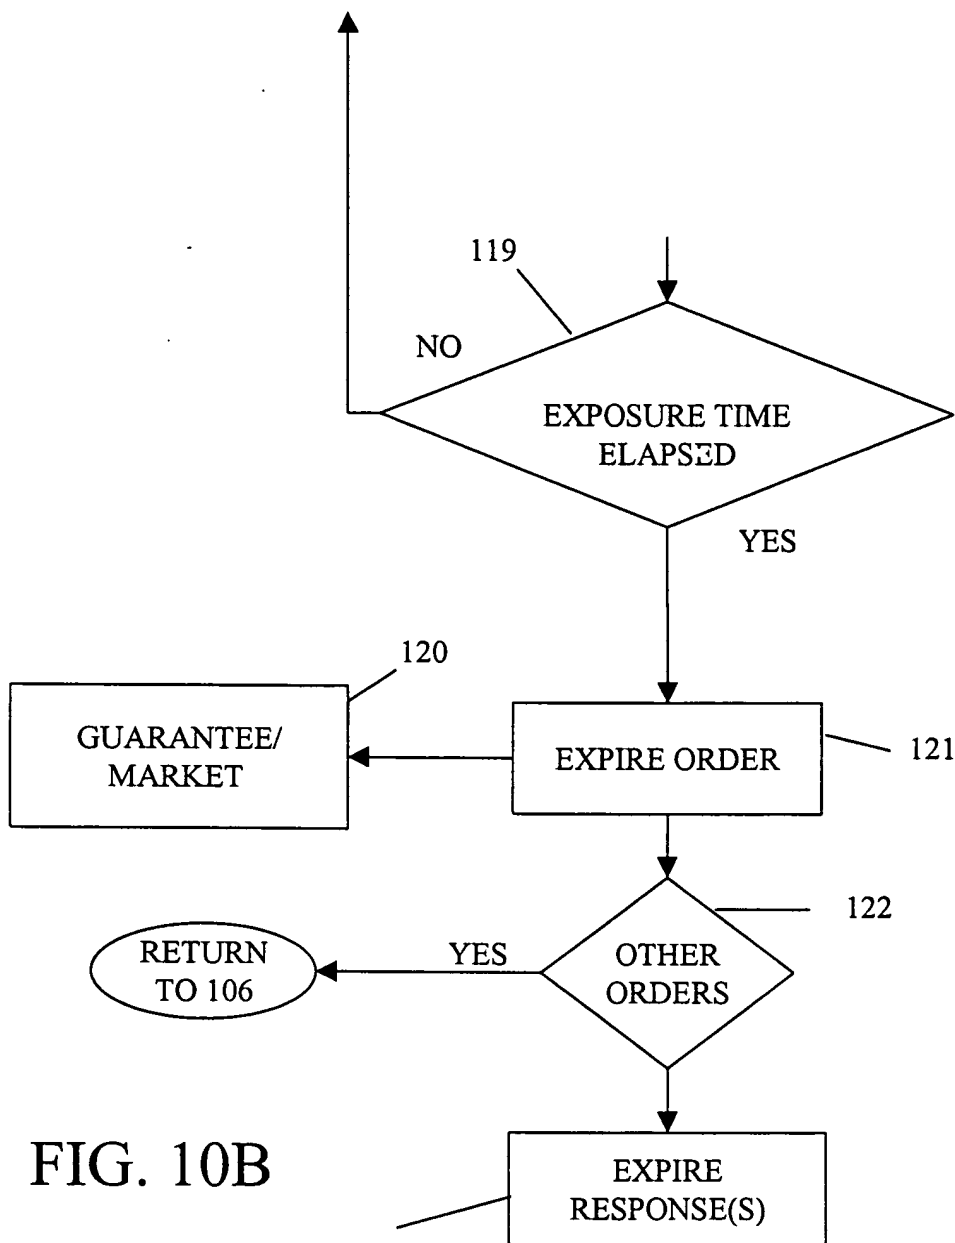 119
NO
EXPOSURE TIME
ELAPSED
YES
120
GUARANTEE/
MARKET
EXPIRE ORDER
121
122
RETURN
TO 106
YES
OTHER
ORDERS
FIG. 10B
EXPIRE
RESPONSE(S)